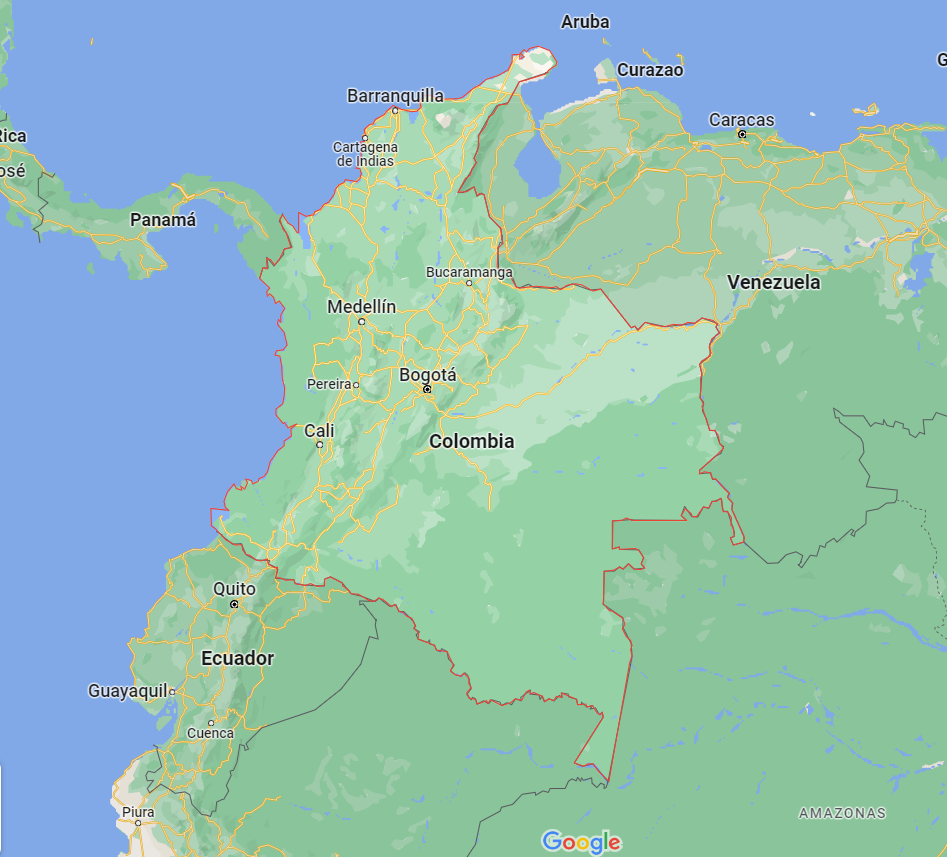 Aruba
G
Curazao
Barranquilla
Caracas
Rica
osé
Cartagena
de Indias
Panamá
Bucaramanga
Venezuela
Medellín
Bogotá
Pereira
Cali
Colombia
Quito
Ecuador
Guayaquil
Cuenca
Piura
AMAZONAS
Google